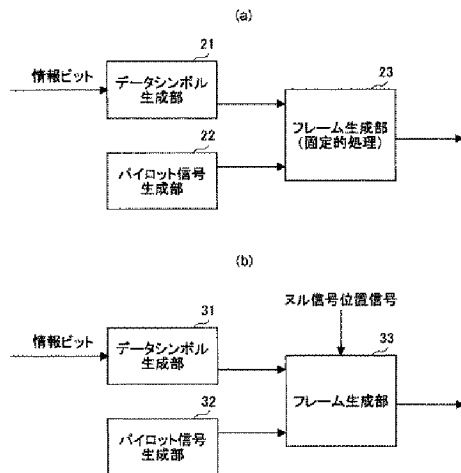 (a)
21
情報ビット
データシンボル
生成部
23
フレーム生成部
(固定的処理)
22
パイロット信号
生成部
(b)
ヌル信号位置信号
31
情報ビット
データシンボル
生成部
33
フレーム生成部
32
パイロット信号
生成部